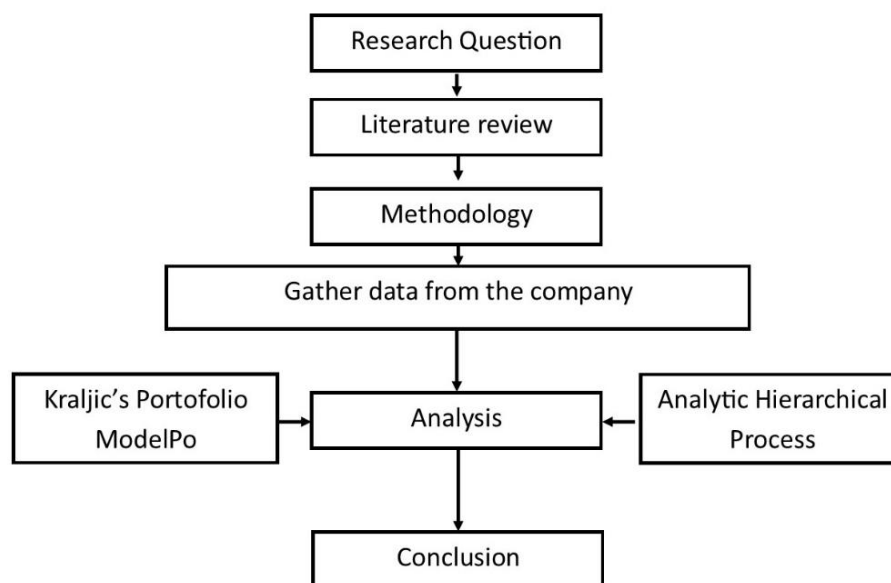 Research Question
Literature review
Methodology
Gather data from the company
Kraljic's Portofolio
ModelPo
Analysis
Analytic Hierarchical
Process
Conclusion